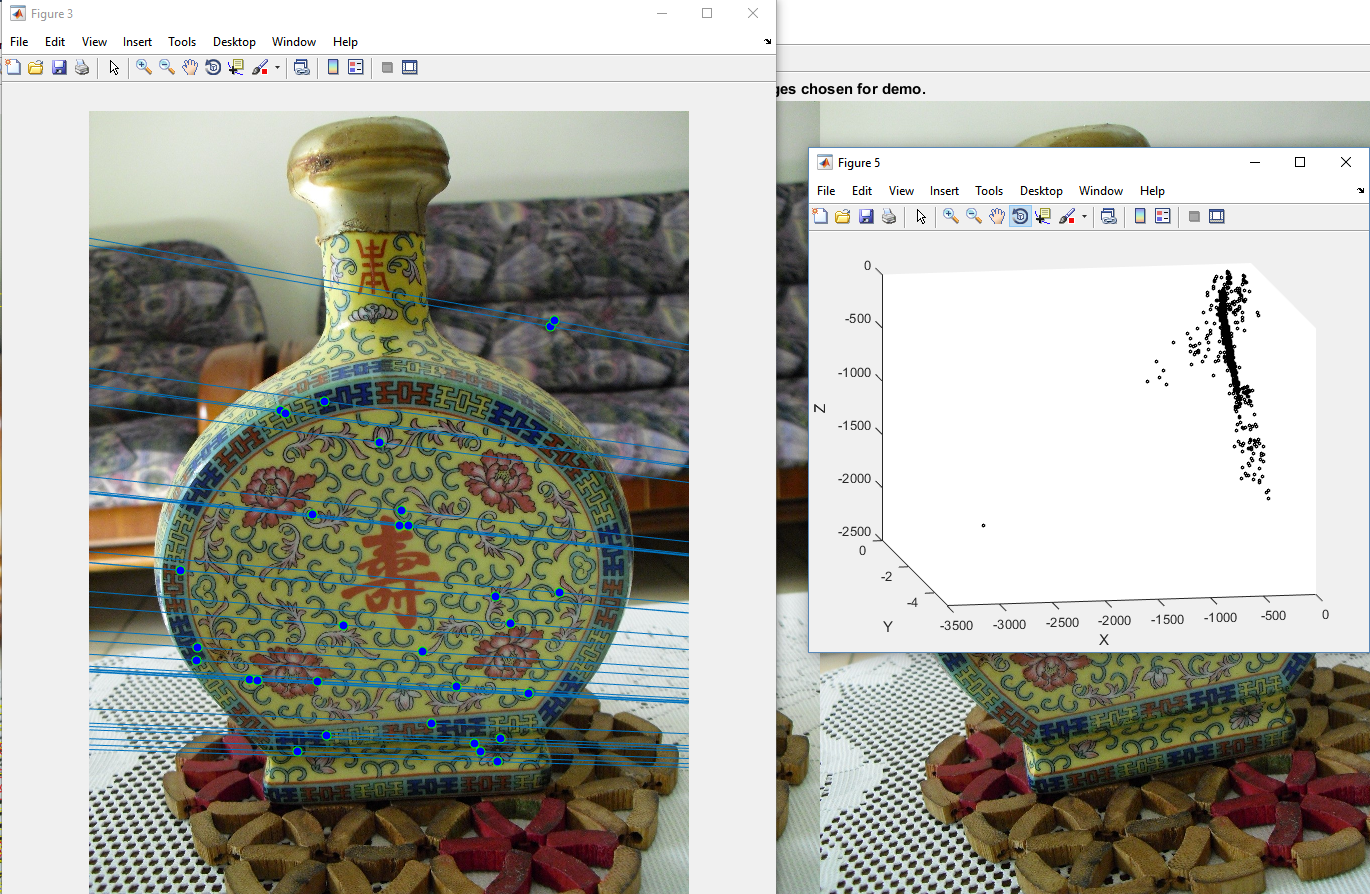 Figure 3
File Edit View Insert Tools Desktop Window Help
ges chosen for demo.
壽
壽
Figure 5
File Edit View Insert Tools Desktop Window Help
0
-500
-1000
-1500
-2000
-2500
Z
0
-2
-4
Y
-3500 -3000 -2500 -2000 -1500 -1000 -500 0
X